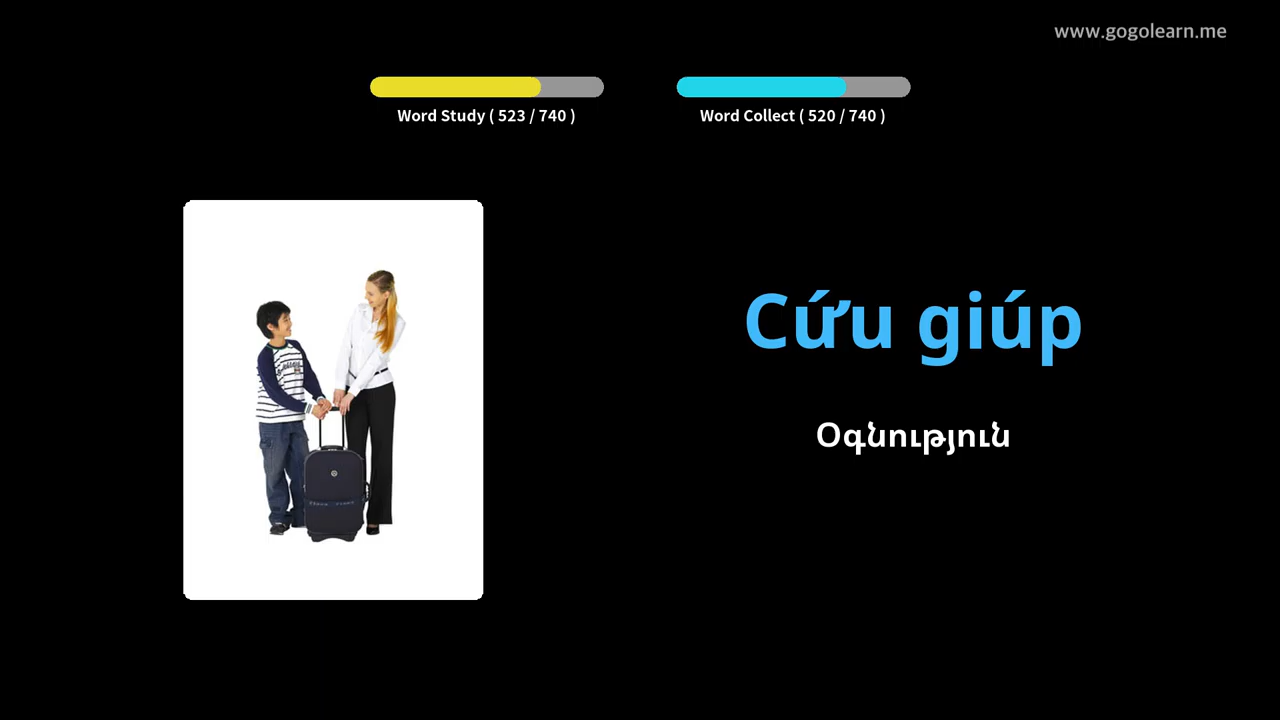 www.gogolearn.me
Word Study ( 523 / 740 )
Word Collect ( 520 / 740 )
Cứu giúp
Օգնություն